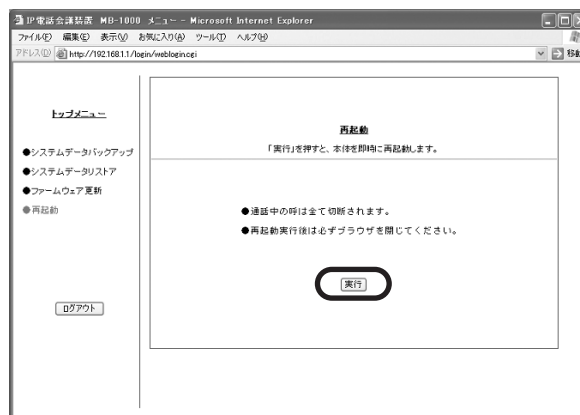 IP電話会議装置 MB-1000 メニュー - Microsoft Internet Explorer
ファイル(F) 編集(E) 表示(V) お気に入り(A) ツール(T) ヘルプ(H)
アドレス(D) http://192.168.1.1/login/weblogin.cgi 移動
トップメニュー
●システムデータバックアップ
●システムデータリストア
●ファームウェア更新
●再起動
ログアウト
再起動
「実行」を押すと、本体を即時に再起動します。
●通話中の呼は全て切断されます。
●再起動実行後は必ずブラウザを閉じてください。
実行